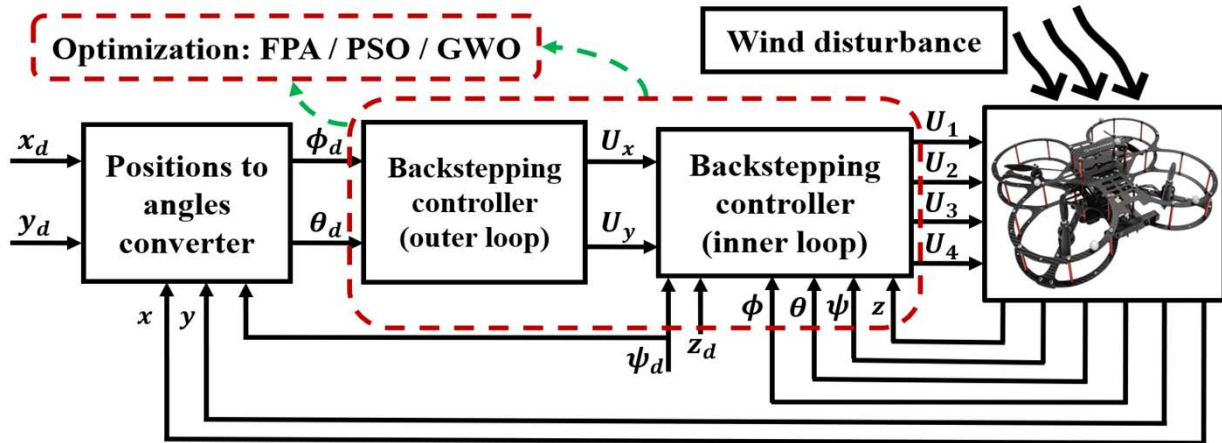 Optimization: FPA / PSO / GWO
Wind disturbance
x_d
y_d
Positions to
angles
converter
ϕ_d
θ_d
Backstepping
controller
(outer loop)
U_x
U_y
Backstepping
controller
(inner loop)
U_1
U_2
U_3
U_4
x
y
ψ_d
z_d
ϕ
θ
ψ
z